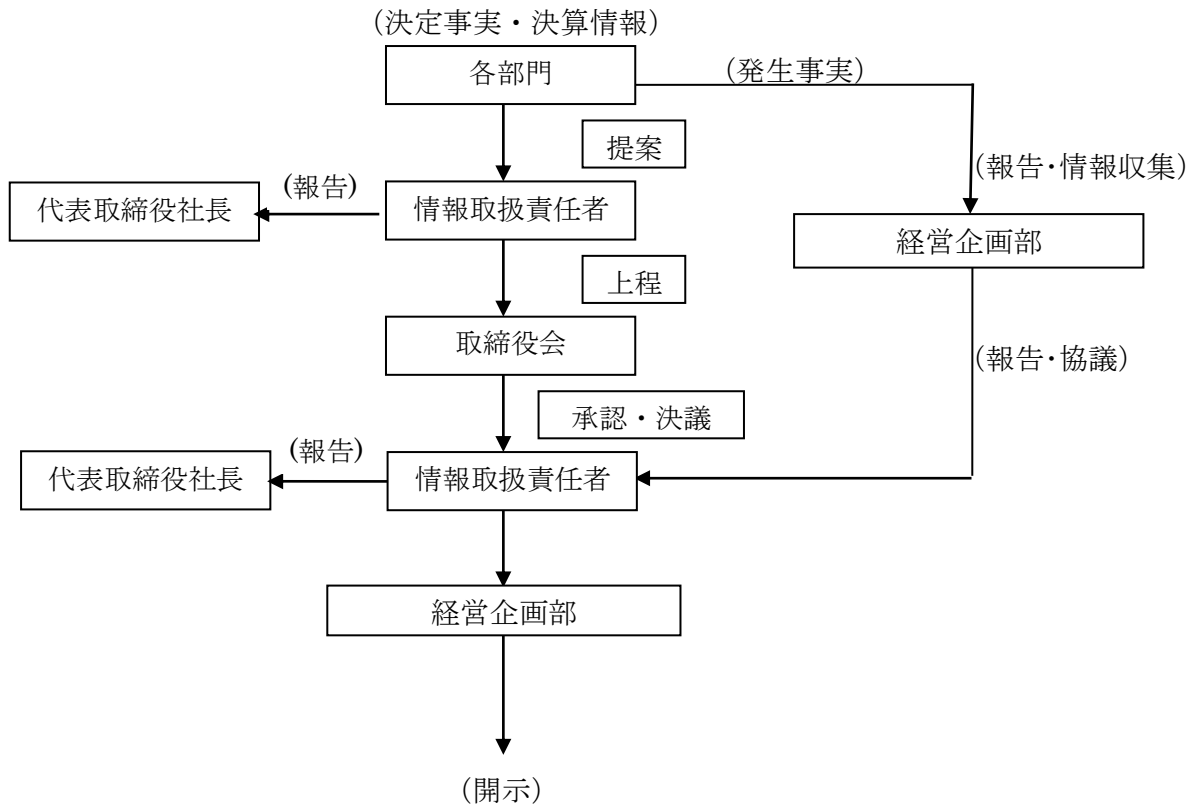 （決定事実・決算情報）
各部門
（発生事実）
提案
（報告・情報収集）
(報告)
代表取締役社長
情報取扱責任者
経営企画部
上程
取締役会
（報告・協議）
承認・決議
(報告)
代表取締役社長
情報取扱責任者
経営企画部
（開示）